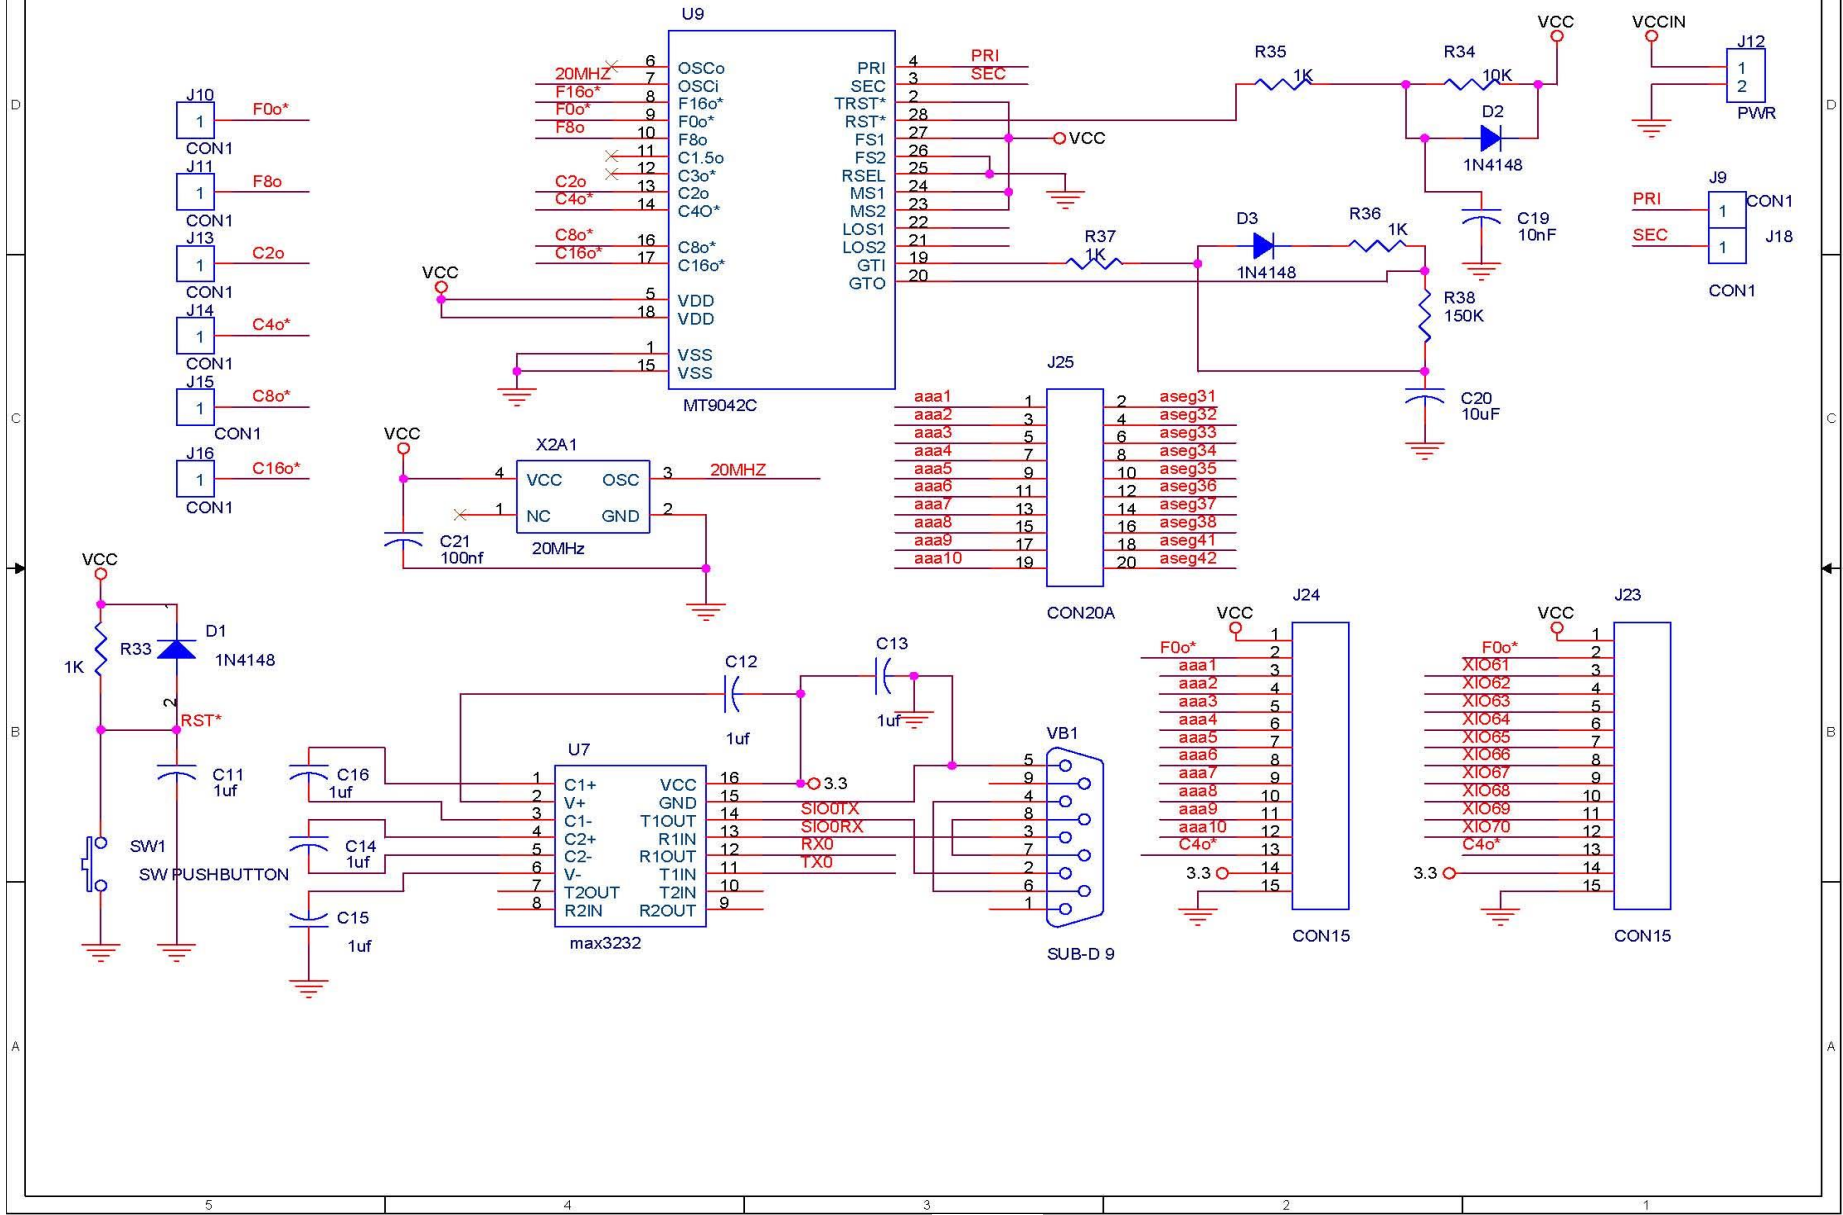 U9
MT9042C
6 OSCo
20MHZ 7 OSCi
F16o* 8 F16o*
F0o* 9 F0o*
F8o 10 F8o
11 C1.5o
12 C3o*
C2o 13 C2o
C4o* 14 C4O*
C8o* 16 C8o*
C16o* 17 C16o*
VCC
5 VDD
18 VDD
1 VSS
15 VSS
PRI 4 PRI
SEC 3 SEC
TRST* 2
RST* 28
FS1 27 VCC
FS2 26
RSEL 25
MS1 24
MS2 23
LOS1 22
LOS2 21
GTI 19
GTO 20
R35
1K
R34
10K
VCC
D2
1N4148
C19
10nF
VCCIN
J12
1
2
PWR
J9
PRI 1 CON1
SEC 1 J18
CON1
R37
1K
D3
1N4148
R36
1K
R38
150K
C20
10uF
J10
1 F0o*
CON1
J11
1 F8o
CON1
J13
1 C2o
CON1
J14
1 C4o*
CON1
J15
1 C8o*
CON1
J16
1 C16o*
CON1
VCC
X2A1
4 VCC OSC 3 20MHZ
1 NC GND 2
20MHz
C21
100nf
J25
aaa1 1 2 aseg31
aaa2 3 4 aseg32
aaa3 5 6 aseg33
aaa4 7 8 aseg34
aaa5 9 10 aseg35
aaa6 11 12 aseg36
aaa7 13 14 aseg37
aaa8 15 16 aseg38
aaa9 17 18 aseg41
aaa10 19 20 aseg42
CON20A
VCC
R33
1K
D1
1N4148
2
RST*
C11
1uf
SW1
SW PUSHBUTTON
C16
1uf
C14
1uf
C15
1uf
C12
1uf
C13
1uf
U7
1 C1+ VCC 16 3.3
2 V+ GND 15
3 C1- T1OUT 14 SIO0TX
4 C2+ R1IN 13 SIO0RX
5 C2- R1OUT 12 RX0
6 V- T1IN 11 TX0
7 T2OUT T2IN 10
8 R2IN R2OUT 9
max3232
VB1
5
9
4
8
3
7
2
6
1
SUB-D 9
J24
VCC 1
F0o* 2
aaa1 3
aaa2 4
aaa3 5
aaa4 6
aaa5 7
aaa6 8
aaa7 9
aaa8 10
aaa9 11
aaa10 12
C4o* 13
3.3 14
15
CON15
J23
VCC 1
F0o* 2
XIO61 3
XIO62 4
XIO63 5
XIO64 6
XIO65 7
XIO66 8
XIO67 9
XIO68 10
XIO69 11
XIO70 12
C4o* 13
3.3 14
15
CON15
D D
C C
B B
A A
5 4 3 2 1